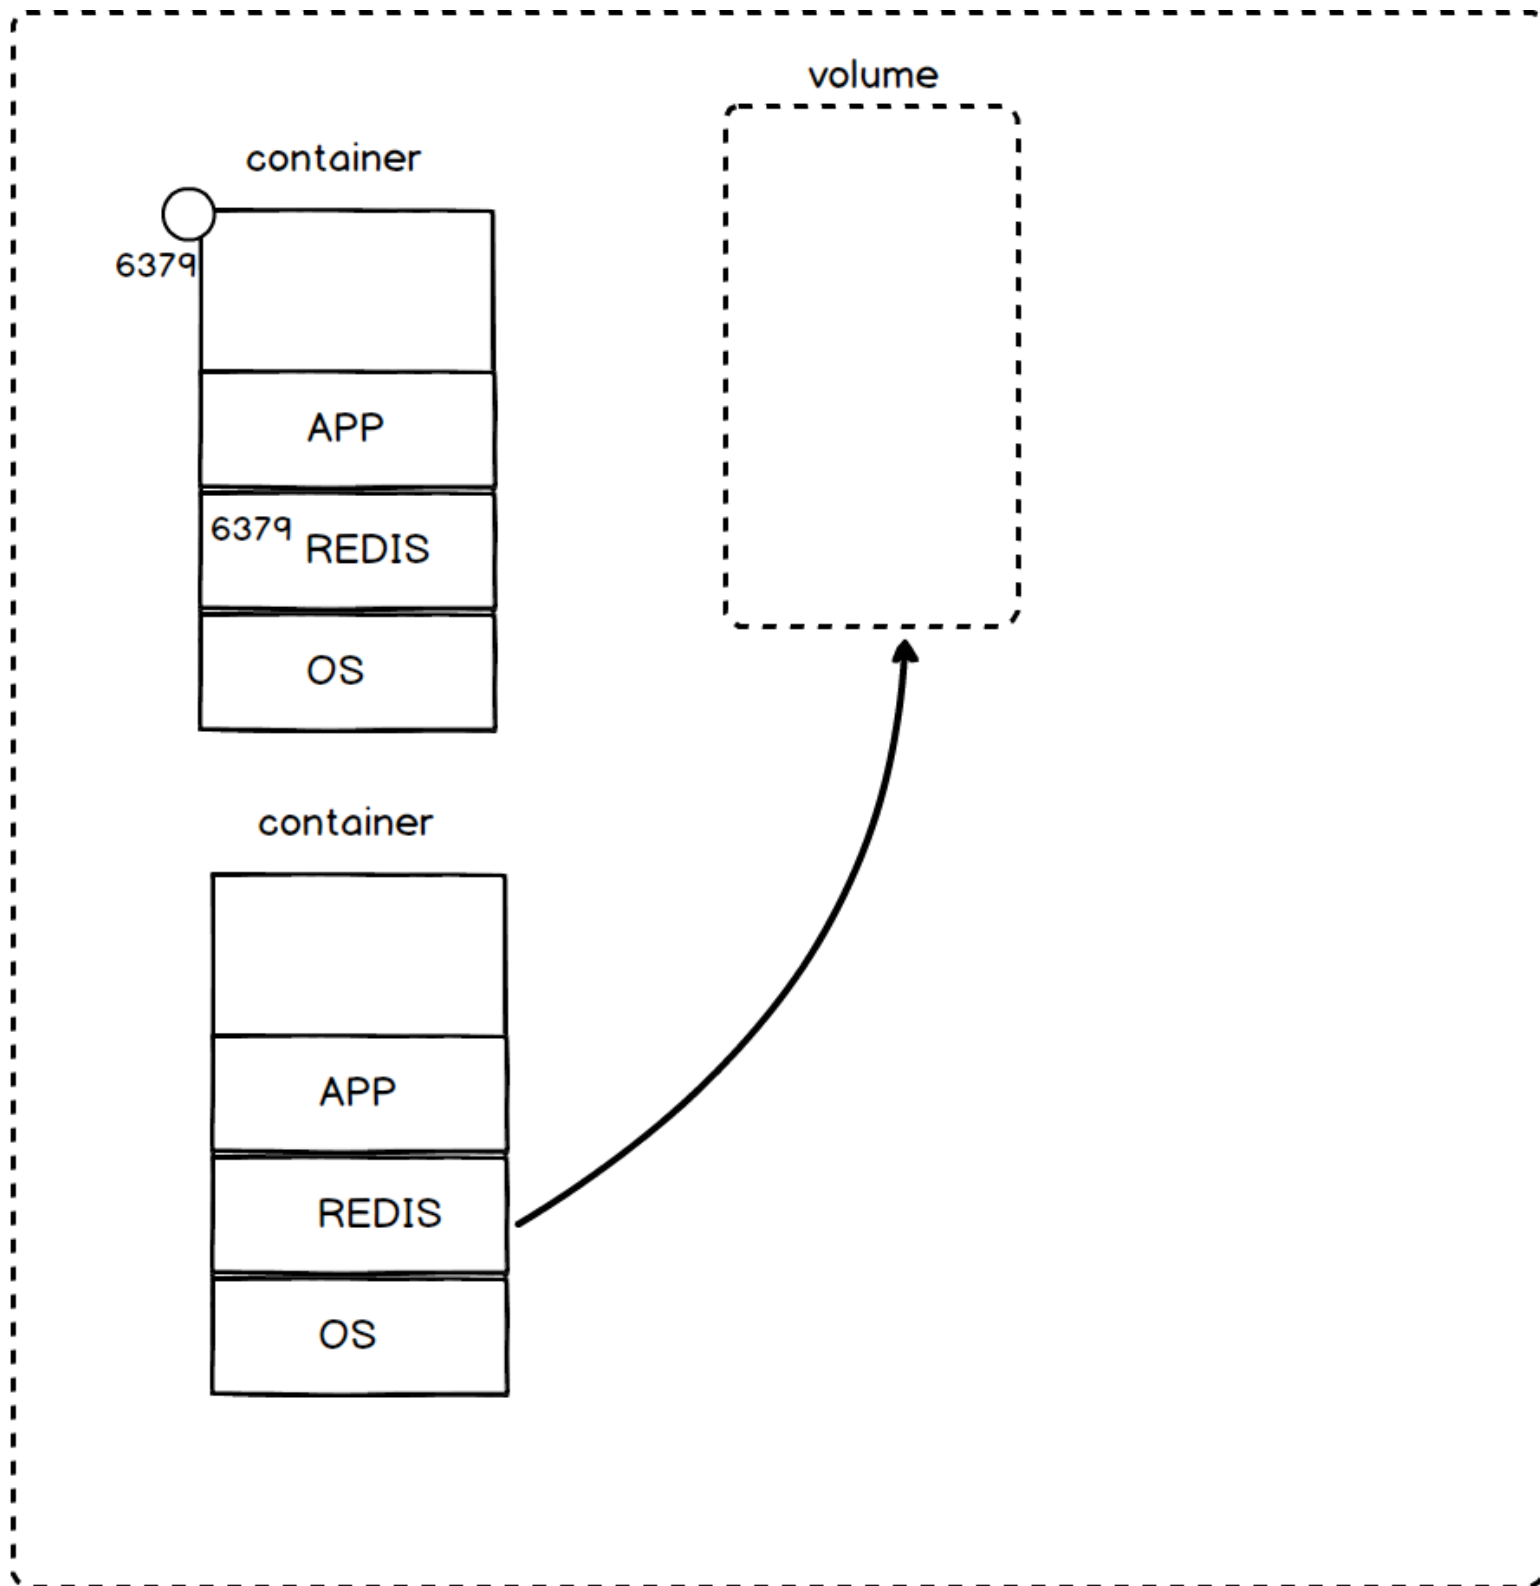 volume
container
6379
APP
6379
REDIS
OS
container
APP
REDIS
OS